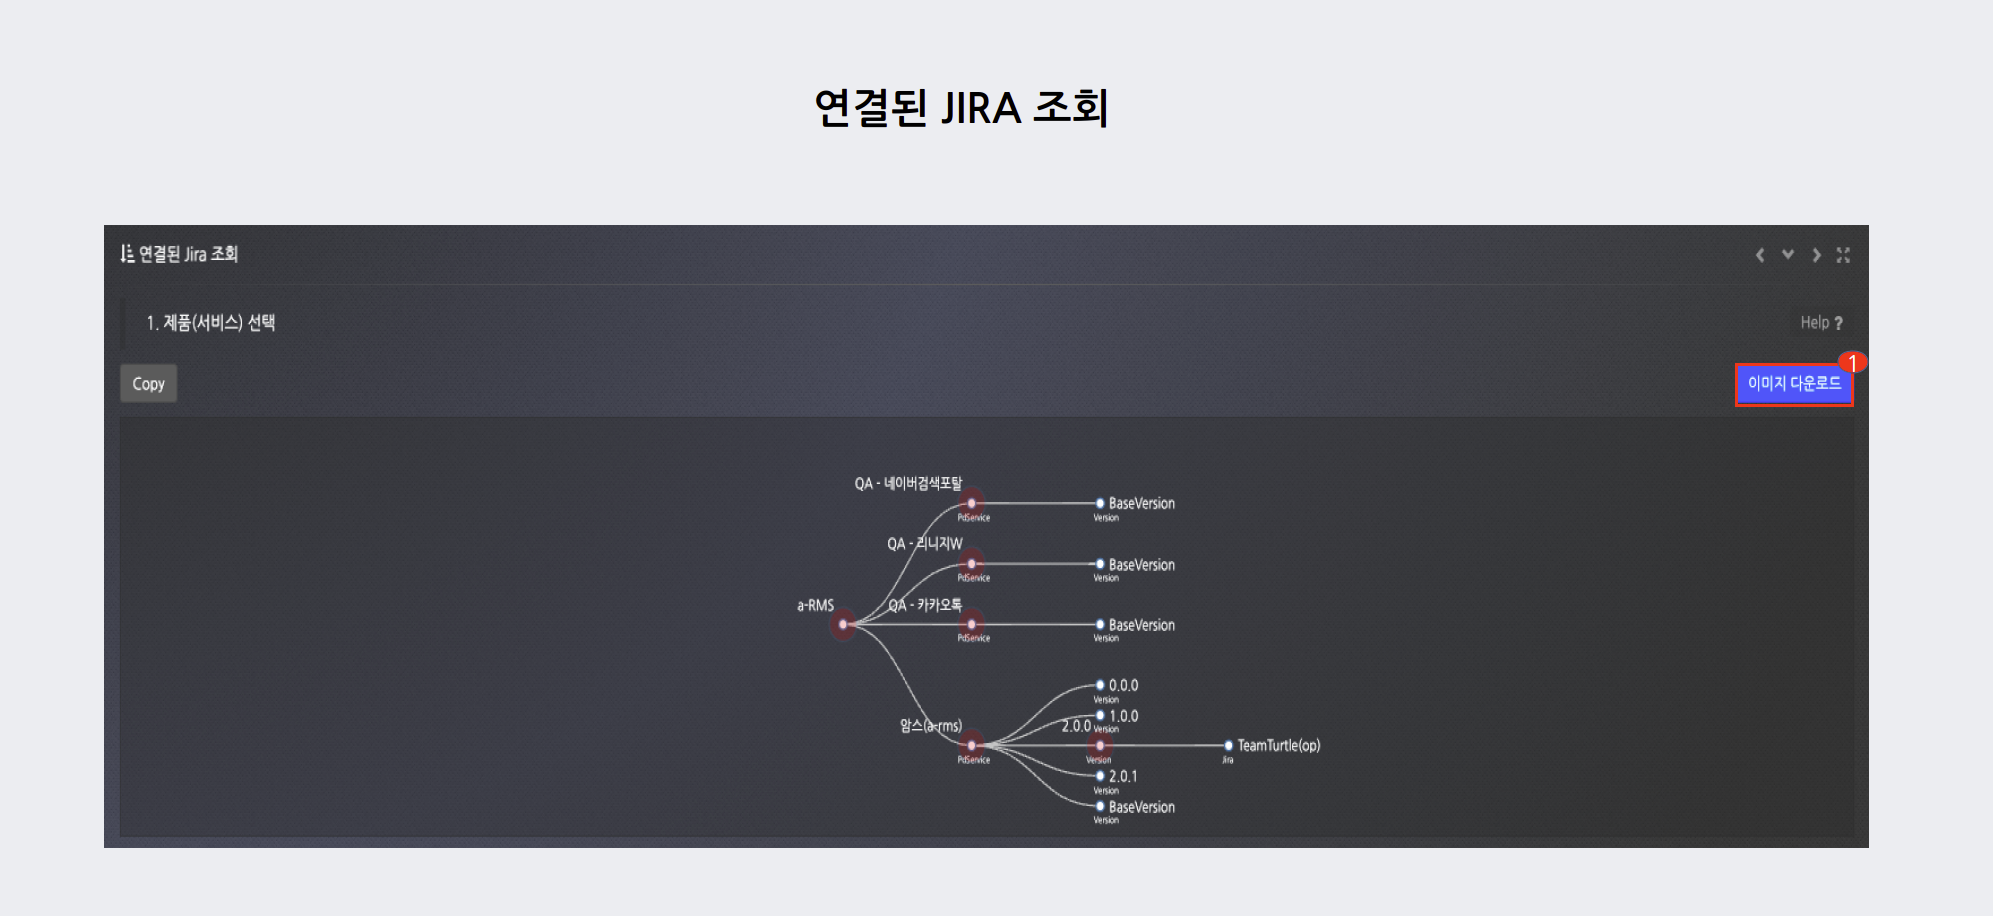 연결된 JIRA 조회
연결된 Jira 조회
1. 제품(서비스) 선택
Help ?
Copy
이미지 다운로드
1
QA - 네이버검색포탈
PdService
BaseVersion
Version
QA - 리니지W
PdService
BaseVersion
Version
a-RMS
QA - 카카오톡
PdService
BaseVersion
Version
0.0.0
Version
1.0.0
Version
암스(a-rms)
PdService
2.0.0
Version
TeamTurtle(op)
Jira
2.0.1
Version
BaseVersion
Version